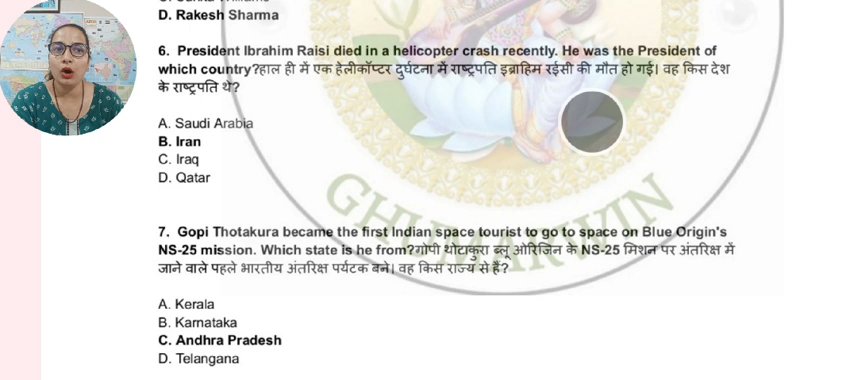 D. Rakesh Sharma
6. President Ibrahim Raisi died in a helicopter crash recently. He was the President of
which country?हाल ही में एक हेलीकॉप्टर दुर्घटना में राष्ट्रपति इब्राहिम रईसी की मौत हो गई। वह किस देश
के राष्ट्रपति थे?
A. Saudi Arabia
B. Iran
C. Iraq
D. Qatar
GHUMARWIN
7. Gopi Thotakura became the first Indian space tourist to go to space on Blue Origin's
NS-25 mission. Which state is he from?गोपी थोटाकुरा ब्लू ओरिजिन के NS-25 मिशन पर अंतरिक्ष में
जाने वाले पहले भारतीय अंतरिक्ष पर्यटक बने। वह किस राज्य से हैं?
A. Kerala
B. Karnataka
C. Andhra Pradesh
D. Telangana